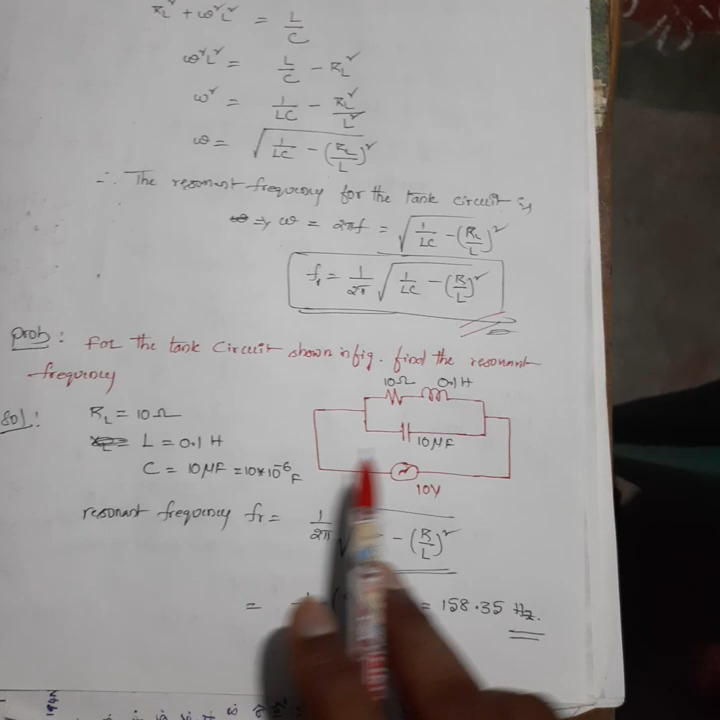 R_L² + ω²L² = L/C
ω²L² = L/C - R_L²
ω² = 1/LC - R_L²/L²
ω = √(1/LC - (R_L/L)²)
∴ The resonant frequency for the tank circuit is
⇒ ω = 2πf = √(1/LC - (R_L/L)²)
f_r = 1/2π √(1/LC - (R/L)²)
Prob: For the tank circuit shown in fig. find the resonant
frequency
10Ω 0.1H
10μF
10V
Sol: R_L = 10Ω
L = 0.1 H
C = 10μF = 10×10⁻⁶ F
resonant frequency fr = 1/2π √ - (R/L)²
= = 158.35 Hz.